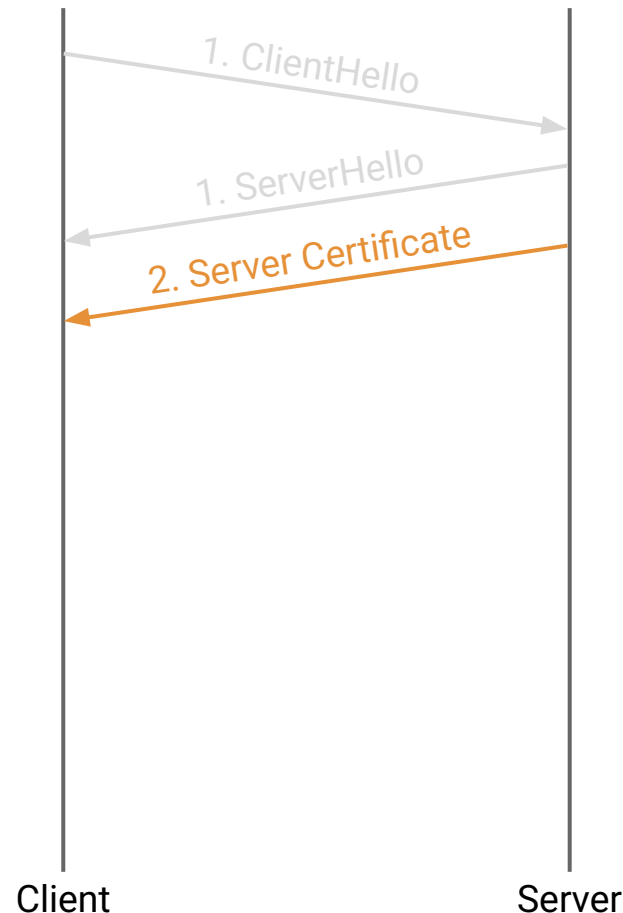 1. ClientHello
1. ServerHello
2. Server Certificate
Client
Server